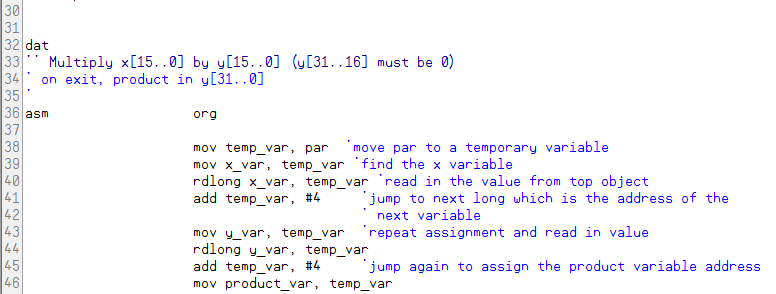 30
31
32 dat
33 '' Multiply x[15..0] by y[15..0] (y[31..16] must be 0)
34 ' on exit, product in y[31..0]
35 '
36 asm org
37
38 mov temp_var, par 'move par to a temporary variable
39 mov x_var, temp_var 'find the x variable
40 rdlong x_var, temp_var 'read in the value from top object
41 add temp_var, #4 'jump to next long which is the address of the
42 ' next variable
43 mov y_var, temp_var 'repeat assignment and read in value
44 rdlong y_var, temp_var
45 add temp_var, #4 'jump again to assign the product variable address
46 mov product_var, temp_var